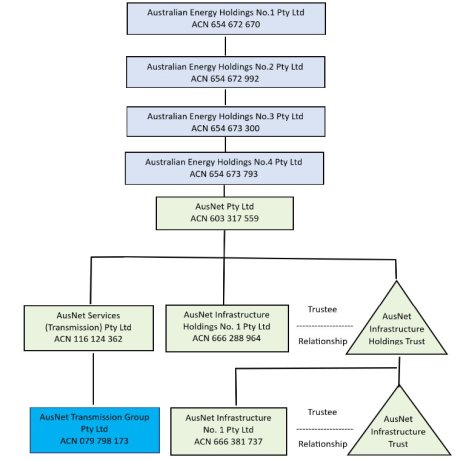 Australian Energy Holdings No.1 Pty Ltd
ACN 654 672 670
Australian Energy Holdings No.2 Pty Ltd
ACN 654 672 992
Australian Energy Holdings No.3 Pty Ltd
ACN 654 673 300
Australian Energy Holdings No.4 Pty Ltd
ACN 654 673 793
AusNet Pty Ltd
ACN 603 317 559
AusNet Services
(Transmission) Pty Ltd
ACN 116 124 362
AusNet Infrastructure
Holdings No. 1 Pty Ltd
ACN 666 288 964
Trustee
Relationship
AusNet
Infrastructure
Holdings Trust
AusNet Transmission Group
Pty Ltd
ACN 079 798 173
AusNet Infrastructure
No. 1 Pty Ltd
ACN 666 381 737
Trustee
Relationship
AusNet
Infrastructure
Trust